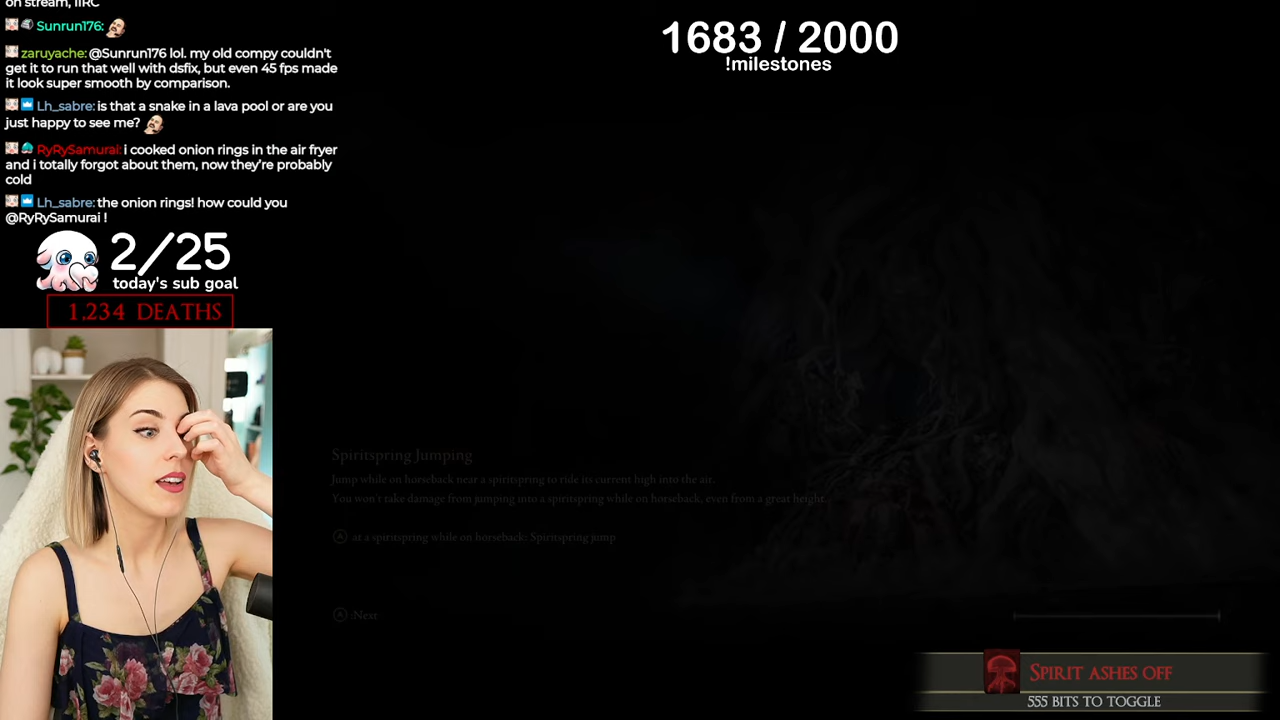 on stream, IIRC
Sunrun176:
zaruyache: @Sunrun176 lol. my old compy couldn't
get it to run that well with dsfix, but even 45 fps made
it look super smooth by comparison.
Lh_sabre: is that a snake in a lava pool or are you
just happy to see me?
RyRySamurai: i cooked onion rings in the air fryer
and i totally forgot about them, now they're probably
cold
Lh_sabre: the onion rings! how could you
@RyRySamurai !
2/25
today's sub goal
1,234 DEATHS
1683 / 2000
!milestones
Spiritspring Jumping
Jump while on horseback near a spiritspring to ride its current high into the air.
You won't take damage from jumping into a spiritspring while on horseback, even from a great height.
A at a spiritspring while on horseback: Spiritspring jump
Next
SPIRIT ASHES OFF
555 BITS TO TOGGLE